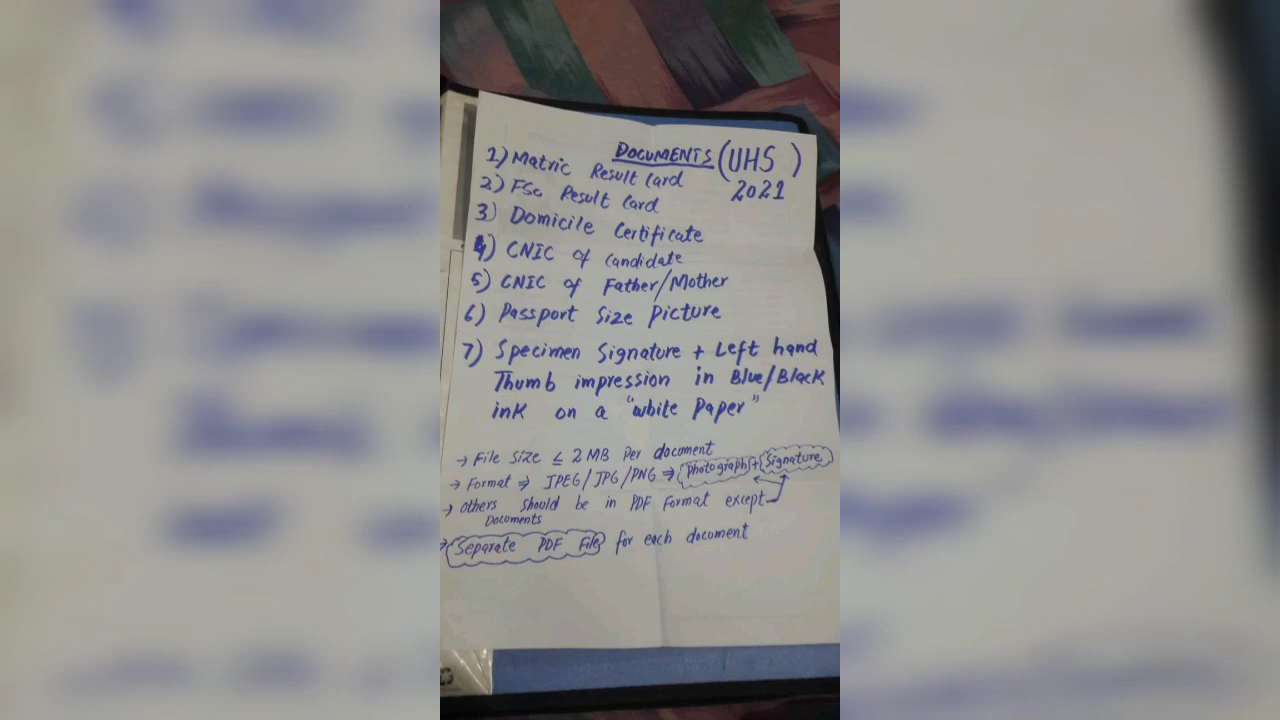 DOCUMENTS (UHS)
2021
1) Matric Result Card
2) FSc Result Card
3) Domicile Certificate
4) CNIC of Candidate
5) CNIC of Father/Mother
6) Passport Size Picture
7) Specimen Signature + Left hand
Thumb impression in Blue/Black
ink on a "white Paper"
→ File Size ≤ 2 MB Per document
→ Format ⇒ JPEG/JPG/PNG ⇒ Photograph + Signature
→ Others Should be in PDF Format except
Documents
→ Separate PDF File for each document